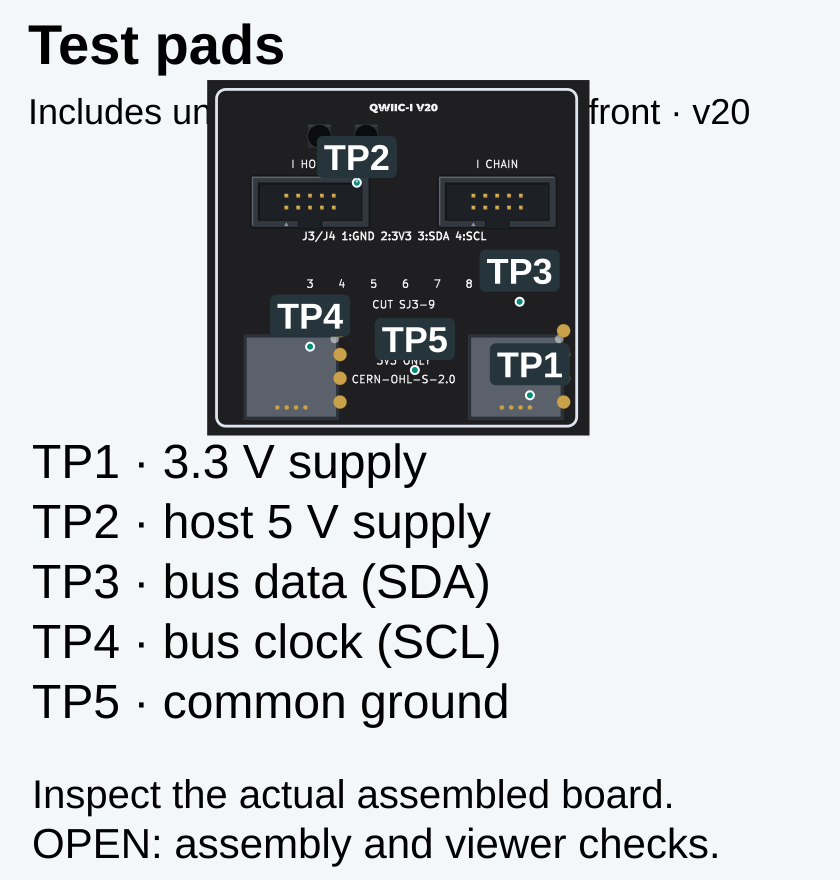 Test pads
Includes un
front · v20
QWIIC-I V20
I HO
TP2
I CHAIN
J3/J4 1:GND 2:3V3 3:SDA 4:SCL
TP3
3 4 5 6 7 8
CUT SJ3-9
TP4
TP5
3V3 ONLY
TP1
CERN-OHL-S-2.0
TP1 · 3.3 V supply
TP2 · host 5 V supply
TP3 · bus data (SDA)
TP4 · bus clock (SCL)
TP5 · common ground
Inspect the actual assembled board.
OPEN: assembly and viewer checks.